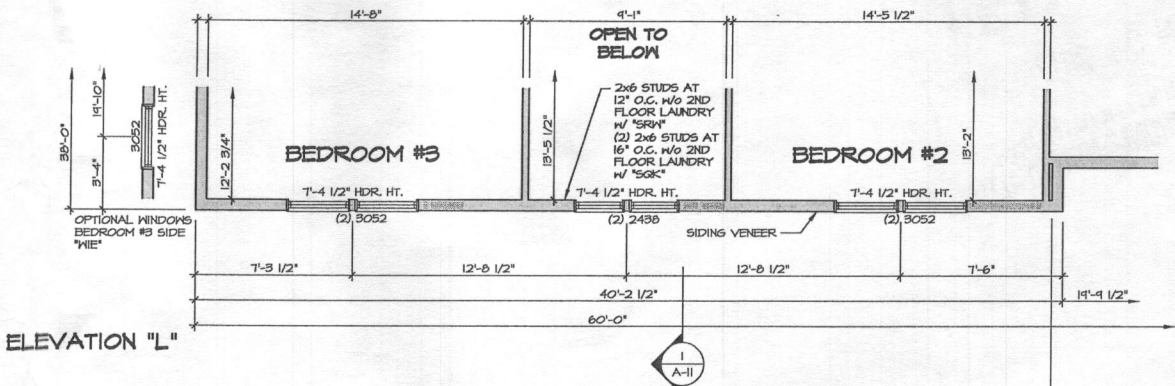 14'-8"
9'-1"
14'-5 1/2"
OPEN TO
BELOW
2x6 STUDS AT
12" O.C. W/o 2ND
FLOOR LAUNDRY
W/ "SRW"
(2) 2x6 STUDS AT
16" O.C. W/o 2ND
FLOOR LAUNDRY
W/ "SGK"
38'-0"
19'-10"
3'-4"
3052
7'-4 1/2" HDR. HT.
12'-2 3/4"
BEDROOM #3
13'-5 1/2"
BEDROOM #2
13'-2"
7'-4 1/2" HDR. HT.
7'-4 1/2" HDR. HT.
7'-4 1/2" HDR. HT.
OPTIONAL WINDOWS
BEDROOM #3 SIDE
"WIE"
(2) 3052
(2) 2438
SIDING VENEER
(2) 3052
7'-3 1/2"
12'-8 1/2"
12'-8 1/2"
7'-6"
40'-2 1/2"
19'-9 1/2"
60'-0"
ELEVATION "L"
1
A-11